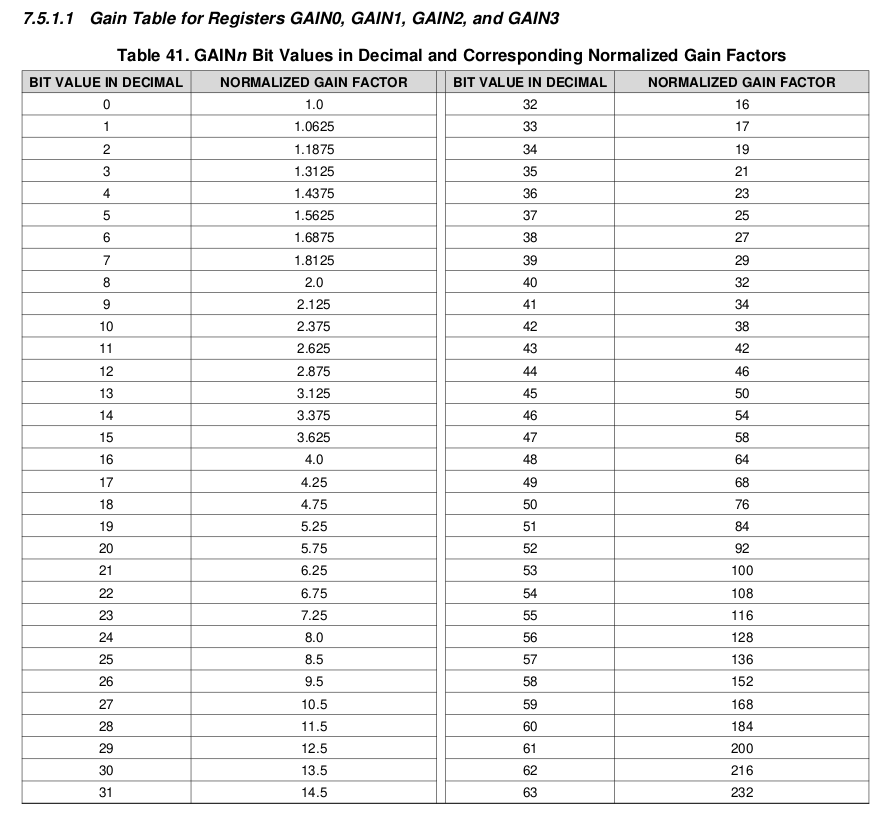 7.5.1.1 Gain Table for Registers GAIN0, GAIN1, GAIN2, and GAIN3
Table 41. GAINn Bit Values in Decimal and Corresponding Normalized Gain Factors
BIT VALUE IN DECIMAL NORMALIZED GAIN FACTOR BIT VALUE IN DECIMAL NORMALIZED GAIN FACTOR
0 1.0 32 16
1 1.0625 33 17
2 1.1875 34 19
3 1.3125 35 21
4 1.4375 36 23
5 1.5625 37 25
6 1.6875 38 27
7 1.8125 39 29
8 2.0 40 32
9 2.125 41 34
10 2.375 42 38
11 2.625 43 42
12 2.875 44 46
13 3.125 45 50
14 3.375 46 54
15 3.625 47 58
16 4.0 48 64
17 4.25 49 68
18 4.75 50 76
19 5.25 51 84
20 5.75 52 92
21 6.25 53 100
22 6.75 54 108
23 7.25 55 116
24 8.0 56 128
25 8.5 57 136
26 9.5 58 152
27 10.5 59 168
28 11.5 60 184
29 12.5 61 200
30 13.5 62 216
31 14.5 63 232